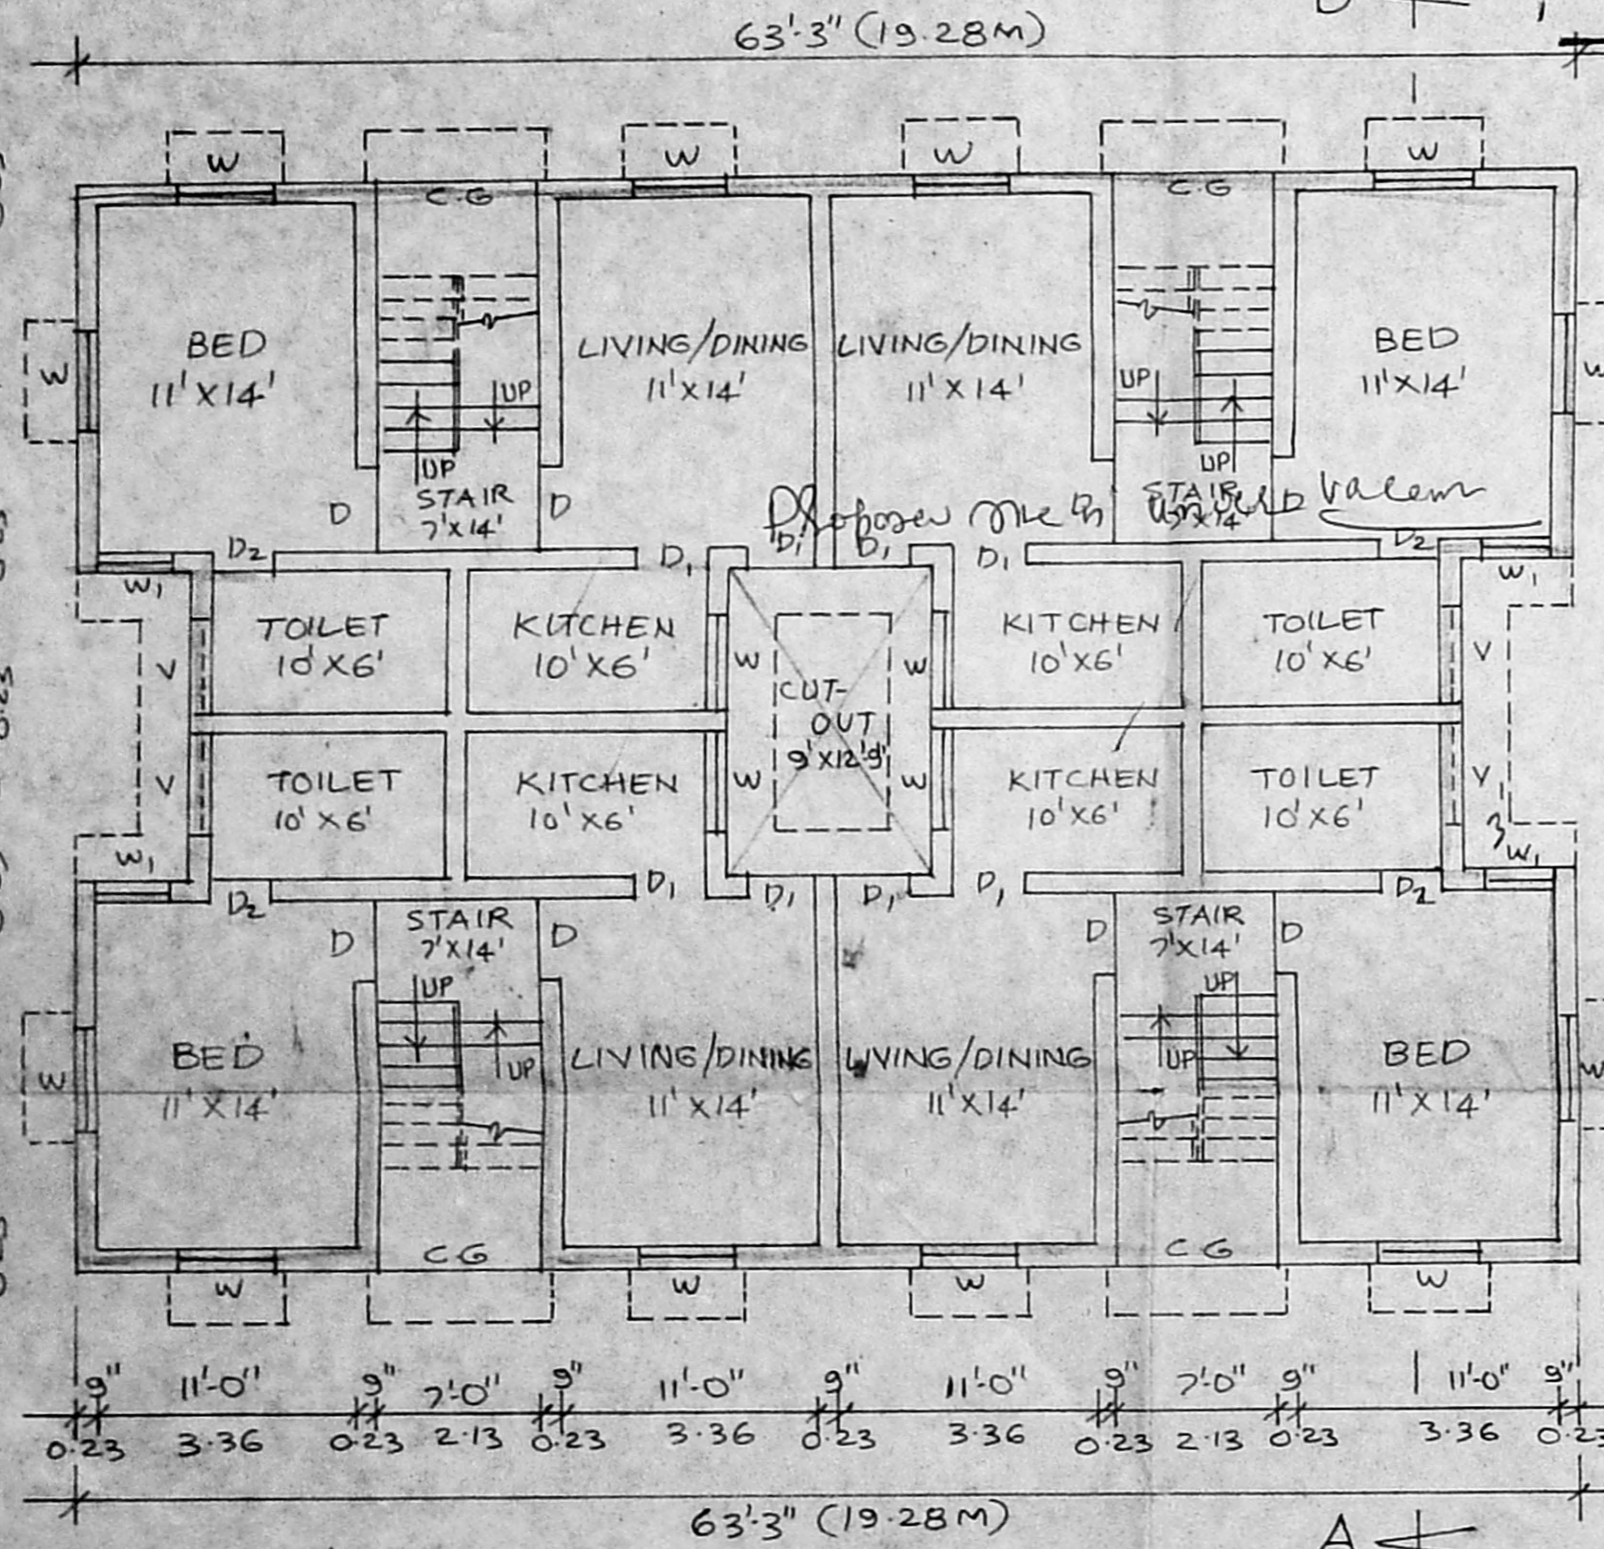 63'-3" (19.28M)
W W W W
C.G C.G
BED LIVING/DINING LIVING/DINING BED
11'X14' 11'X14' 11'X14' 11'X14'
W W
UP UP
UP UP
STAIR STAIR
7'X14' 7'X14'
D D D
D2 D1 D1 D1 D1 D2
W1 W1
TOILET KITCHEN KITCHEN TOILET
10'X6' 10'X6' 10'X6' 10'X6'
V W W V
CUT-
OUT
9'X12'-9"
TOILET KITCHEN KITCHEN TOILET
10'X6' 10'X6' 10'X6' 10'X6'
V W W V
W1 W1
D2 D1 D1 D1 D1 D2
STAIR STAIR
7'X14' 7'X14'
D D D D
UP UP
UP UP
BED LIVING/DINING LIVING/DINING BED
11'X14' 11'X14' 11'X14' 11'X14'
W W
C G C G
W W W W
9" 11'-0" 9" 7'-0" 9" 11'-0" 9" 11'-0" 9" 7'-0" 9" 11'-0" 9"
0.23 3.36 0.23 2.13 0.23 3.36 0.23 3.36 0.23 2.13 0.23 3.36 0.23
63'-3" (19.28M)
A